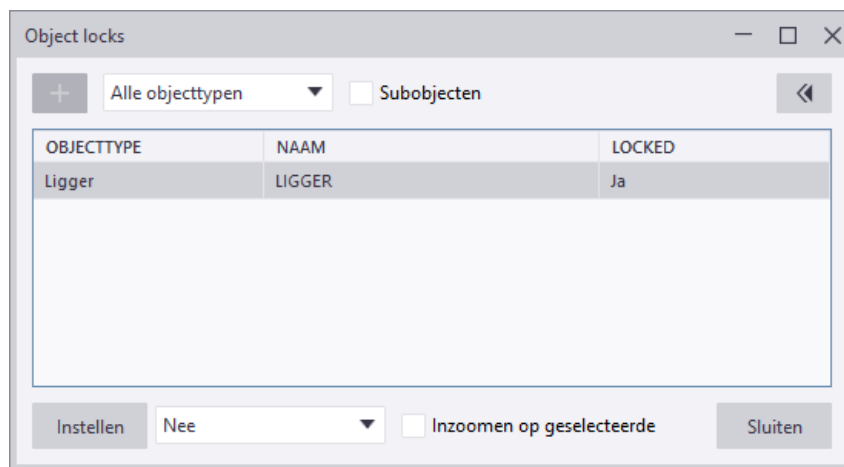 Object locks
Alle objecttypen Subobjecten
OBJECTTYPE NAAM LOCKED
Ligger LIGGER Ja
Instellen Nee Inzoomen op geselecteerde Sluiten